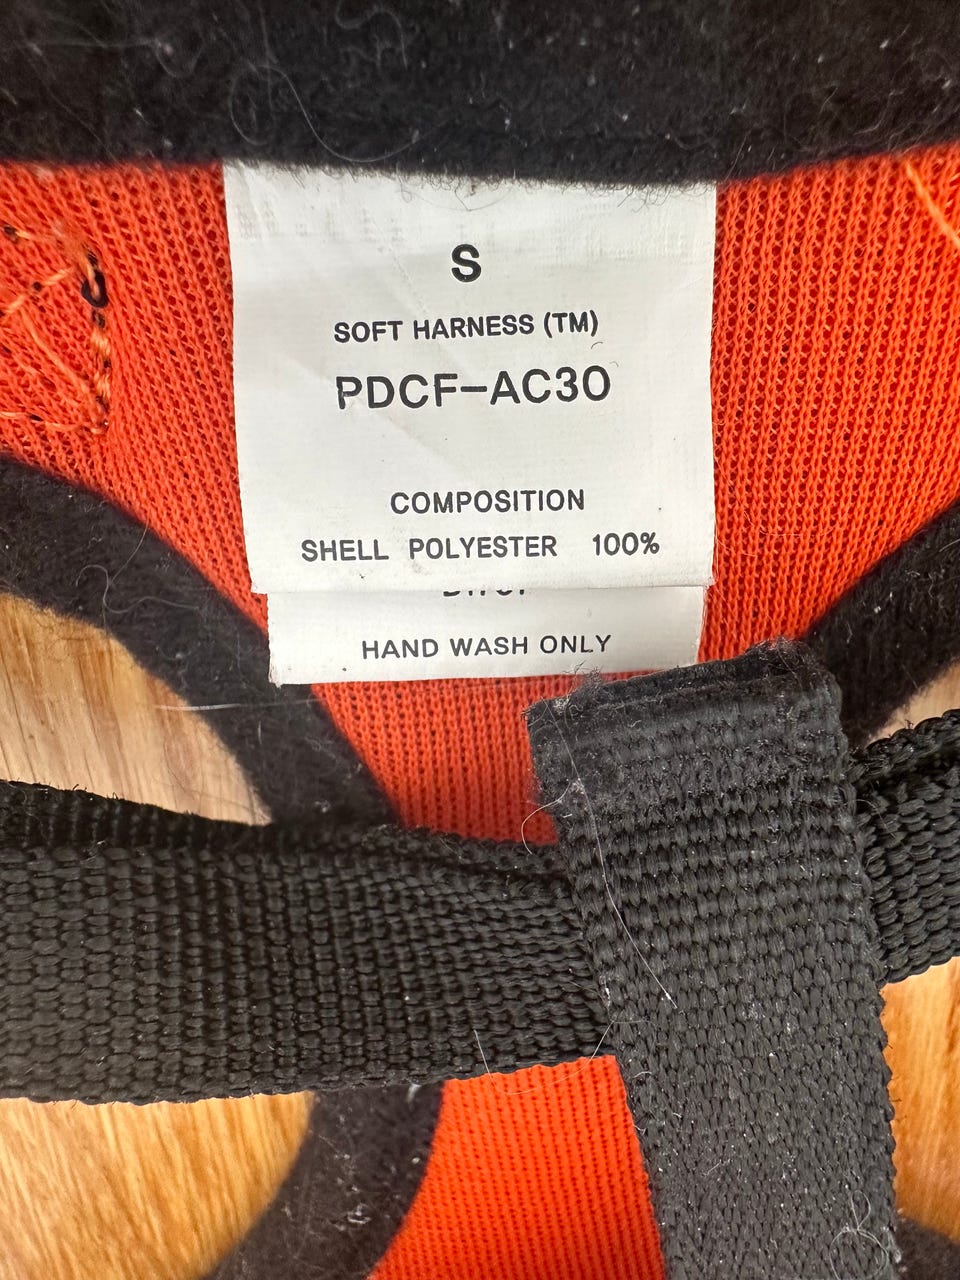 S
SOFT HARNESS (TM)
PDCF-AC30
COMPOSITION
SHELL POLYESTER 100%
HAND WASH ONLY